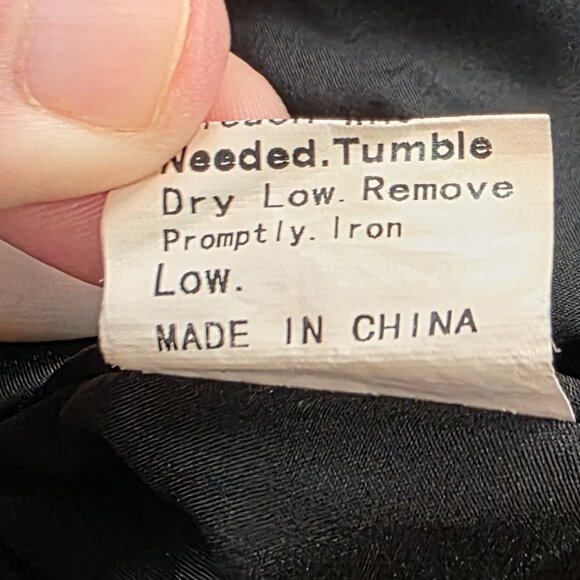 Needed.Tumble
Dry Low. Remove
Promptly. Iron
Low.
MADE IN CHINA